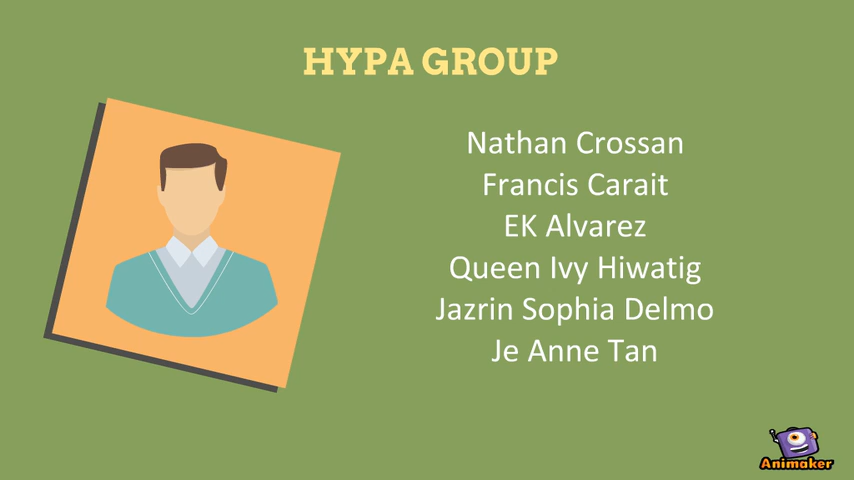 HYPA GROUP
Nathan Crossan
Francis Carait
EK Alvarez
Queen Ivy Hiwatig
Jazrin Sophia Delmo
Je Anne Tan
Animaker